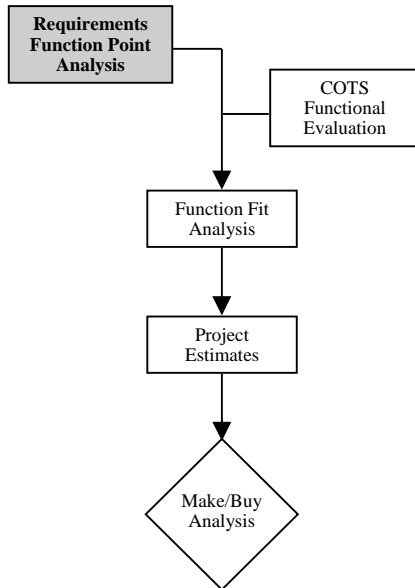 Requirements
Function Point
Analysis
COTS
Functional
Evaluation
Function Fit
Analysis
Project
Estimates
Make/Buy
Analysis